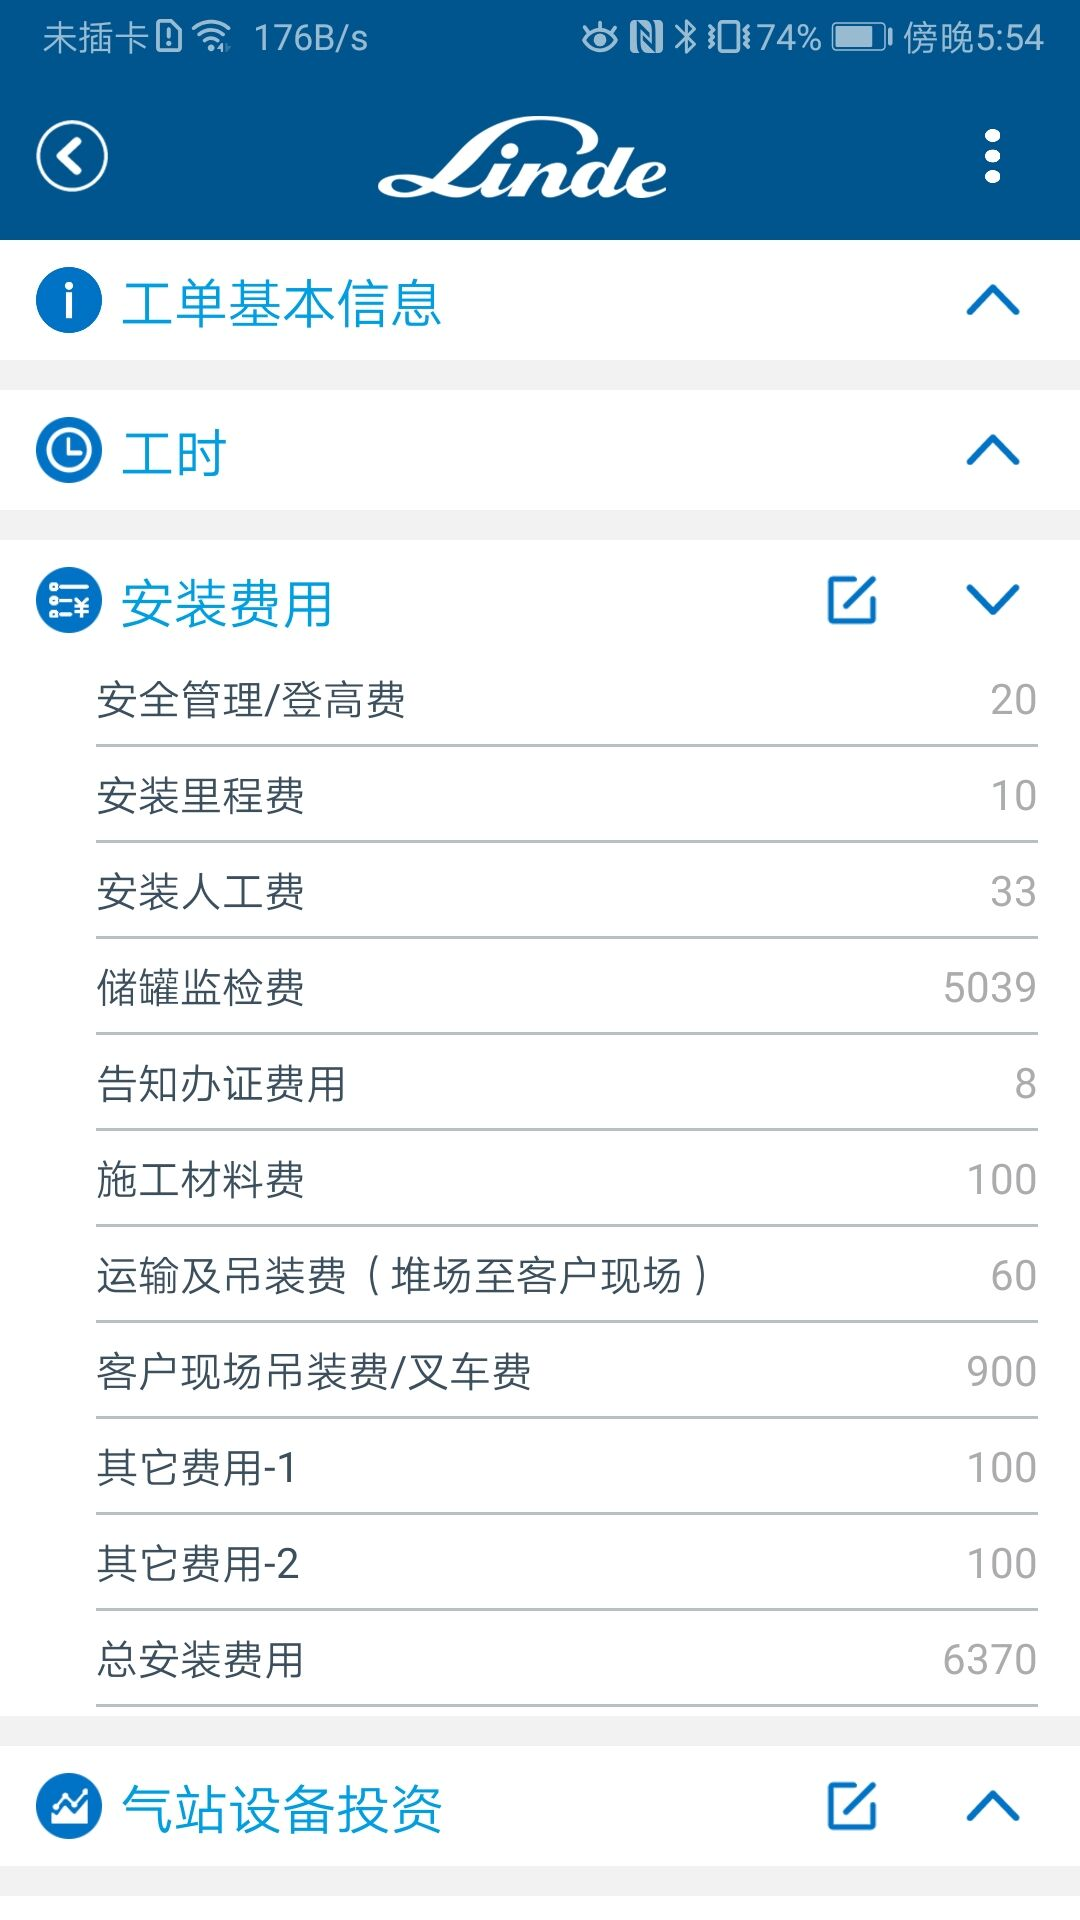 未插卡 176B/s 74% 傍晚5:54
Linde
工单基本信息
工时
安装费用
安全管理/登高费 20
安装里程费 10
安装人工费 33
储罐监检费 5039
告知办证费用 8
施工材料费 100
运输及吊装费（堆场至客户现场） 60
客户现场吊装费/叉车费 900
其它费用-1 100
其它费用-2 100
总安装费用 6370
气站设备投资